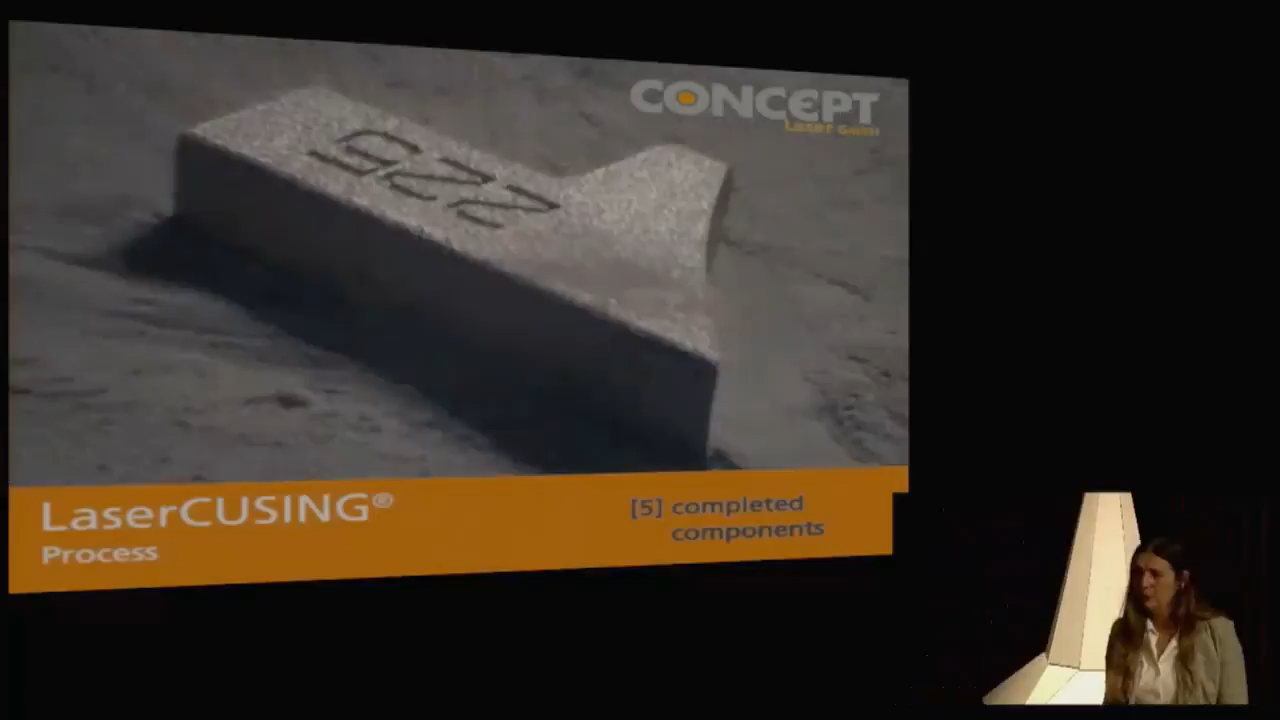 CONCEPT
Laser GmbH
225
LaserCUSING®
Process
[5] completed
components